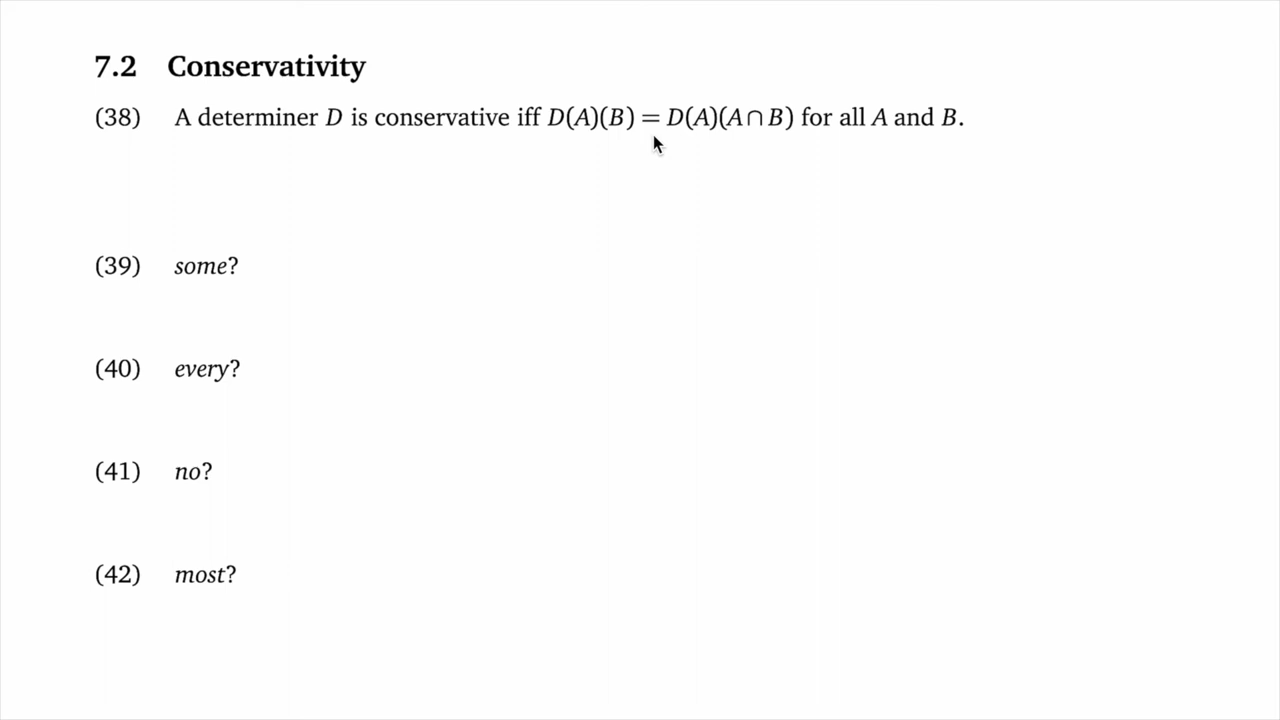 7.2 Conservativity
(38) A determiner D is conservative iff D(A)(B) = D(A)(A∩B) for all A and B.
(39) some?
(40) every?
(41) no?
(42) most?